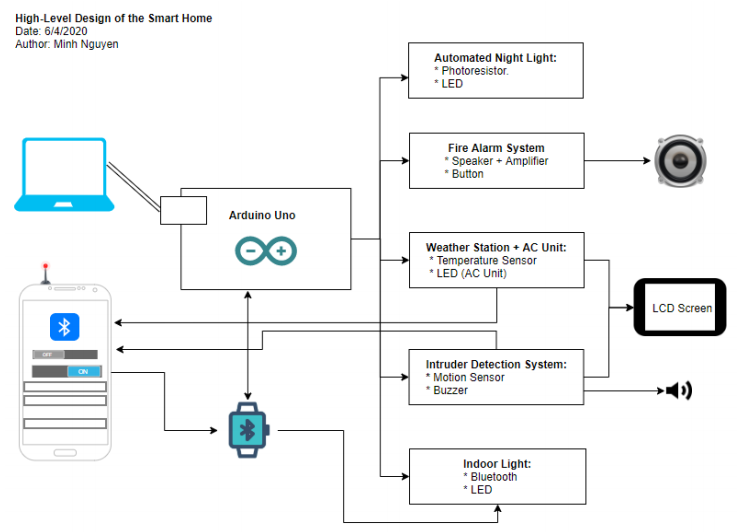 High-Level Design of the Smart Home
Date: 6/4/2020
Author: Minh Nguyen
Automated Night Light:
* Photoresistor.
* LED
Fire Alarm System
* Speaker + Amplifier
* Button
Arduino Uno
Weather Station + AC Unit:
* Temperature Sensor
* LED (AC Unit)
LCD Screen
OFF
ON
Intruder Detection System:
* Motion Sensor
* Buzzer
Indoor Light:
* Bluetooth
* LED